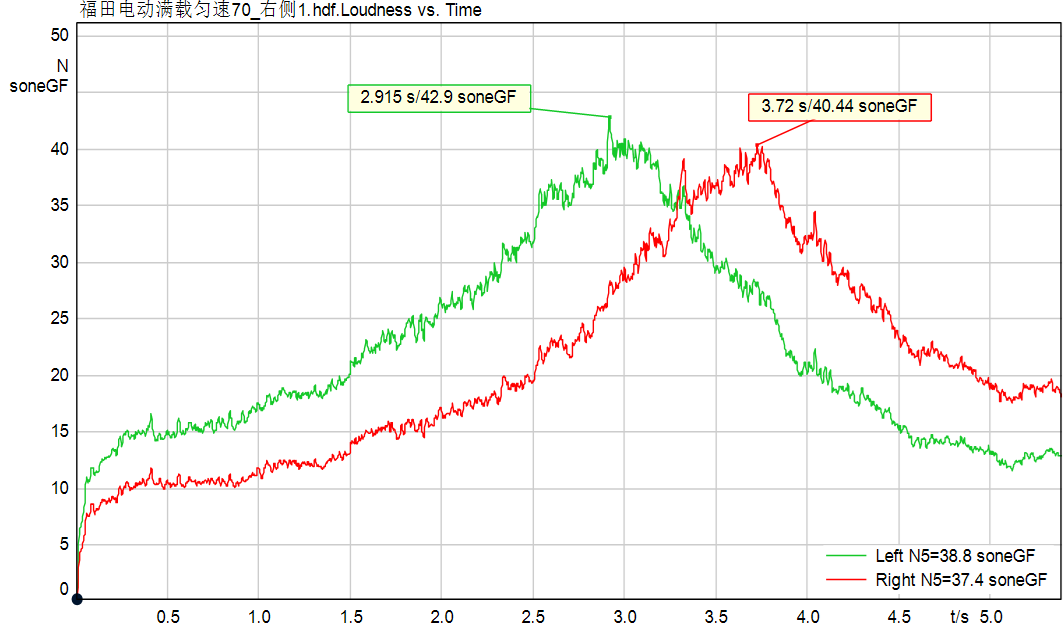 福田电动满载匀速70_右侧1.hdf.Loudness vs. Time
50
N
soneGF
2.915 s/42.9 soneGF
3.72 s/40.44 soneGF
40
35
30
25
20
15
10
5
0
Left N5=38.8 soneGF
Right N5=37.4 soneGF
0.5 1.0 1.5 2.0 2.5 3.0 3.5 4.0 4.5 t/s 5.0